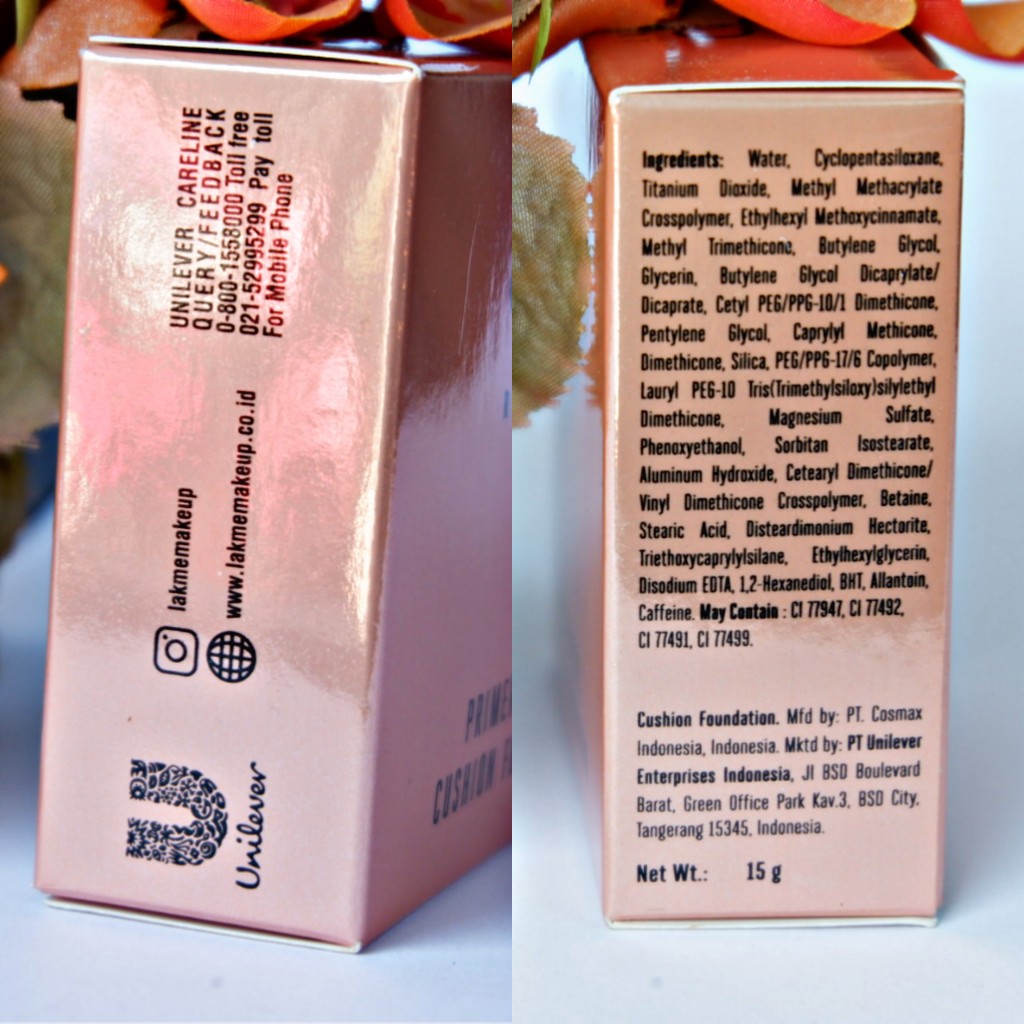 UNILEVER CARELINE
QUERY/FEEDBACK
0-800-1558000 Toll free
021-52995299 Pay toll
For Mobile Phone
lakmemakeup
www.lakmemakeup.co.id
Unilever
CUSHION
Ingredients: Water, Cyclopentasiloxane,
Titanium Dioxide, Methyl Methacrylate
Crosspolymer, Ethylhexyl Methoxycinnamate,
Methyl Trimethicone, Butylene Glycol,
Glycerin, Butylene Glycol Dicaprylate/
Dicaprate, Cetyl PEG/PPG-10/1 Dimethicone,
Pentylene Glycol, Caprylyl Methicone,
Dimethicone, Silica, PEG/PPG-17/6 Copolymer,
Lauryl PEG-10 Tris(Trimethylsiloxy)silylethyl
Dimethicone, Magnesium Sulfate,
Phenoxyethanol, Sorbitan Isostearate,
Aluminum Hydroxide, Cetearyl Dimethicone/
Vinyl Dimethicone Crosspolymer, Betaine,
Stearic Acid, Disteardimonium Hectorite,
Triethoxycaprylylsilane, Ethylhexylglycerin,
Disodium EDTA, 1,2-Hexanediol, BHT, Allantoin,
Caffeine. May Contain : CI 77947, CI 77492,
CI 77491, CI 77499.
Cushion Foundation. Mfd by: PT. Cosmax
Indonesia, Indonesia. Mktd by: PT Unilever
Enterprises Indonesia, Jl BSD Boulevard
Barat, Green Office Park Kav.3, BSD City,
Tangerang 15345, Indonesia.
Net Wt.: 15 g